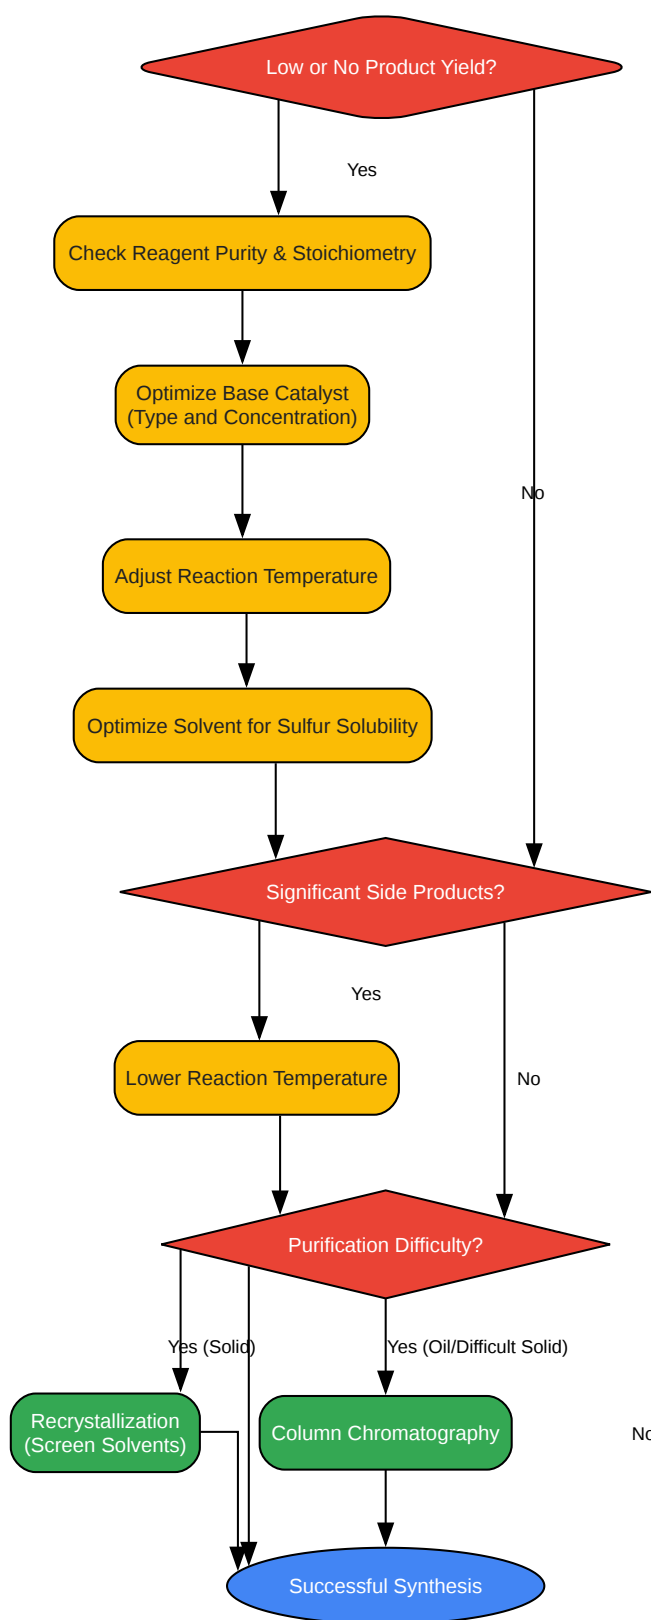 Low or No Product Yield?
Yes
Check Reagent Purity & Stoichiometry
Optimize Base Catalyst
(Type and Concentration)
No
Adjust Reaction Temperature
Optimize Solvent for Sulfur Solubility
Significant Side Products?
Yes
Lower Reaction Temperature
No
Purification Difficulty?
Yes (Solid)
Yes (Oil/Difficult Solid)
Recrystallization
(Screen Solvents)
Column Chromatography
No
Successful Synthesis